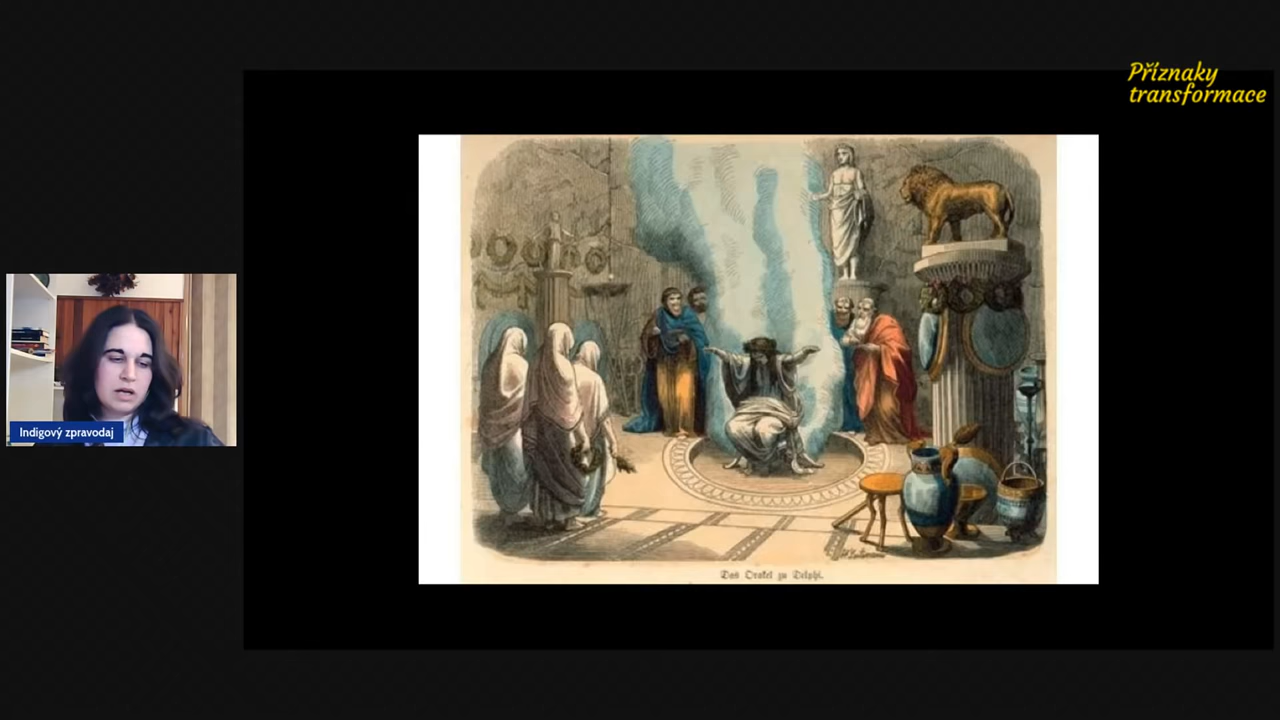 Příznaky
transformace
Indigový zpravodaj
Das Orakel zu Delphi.